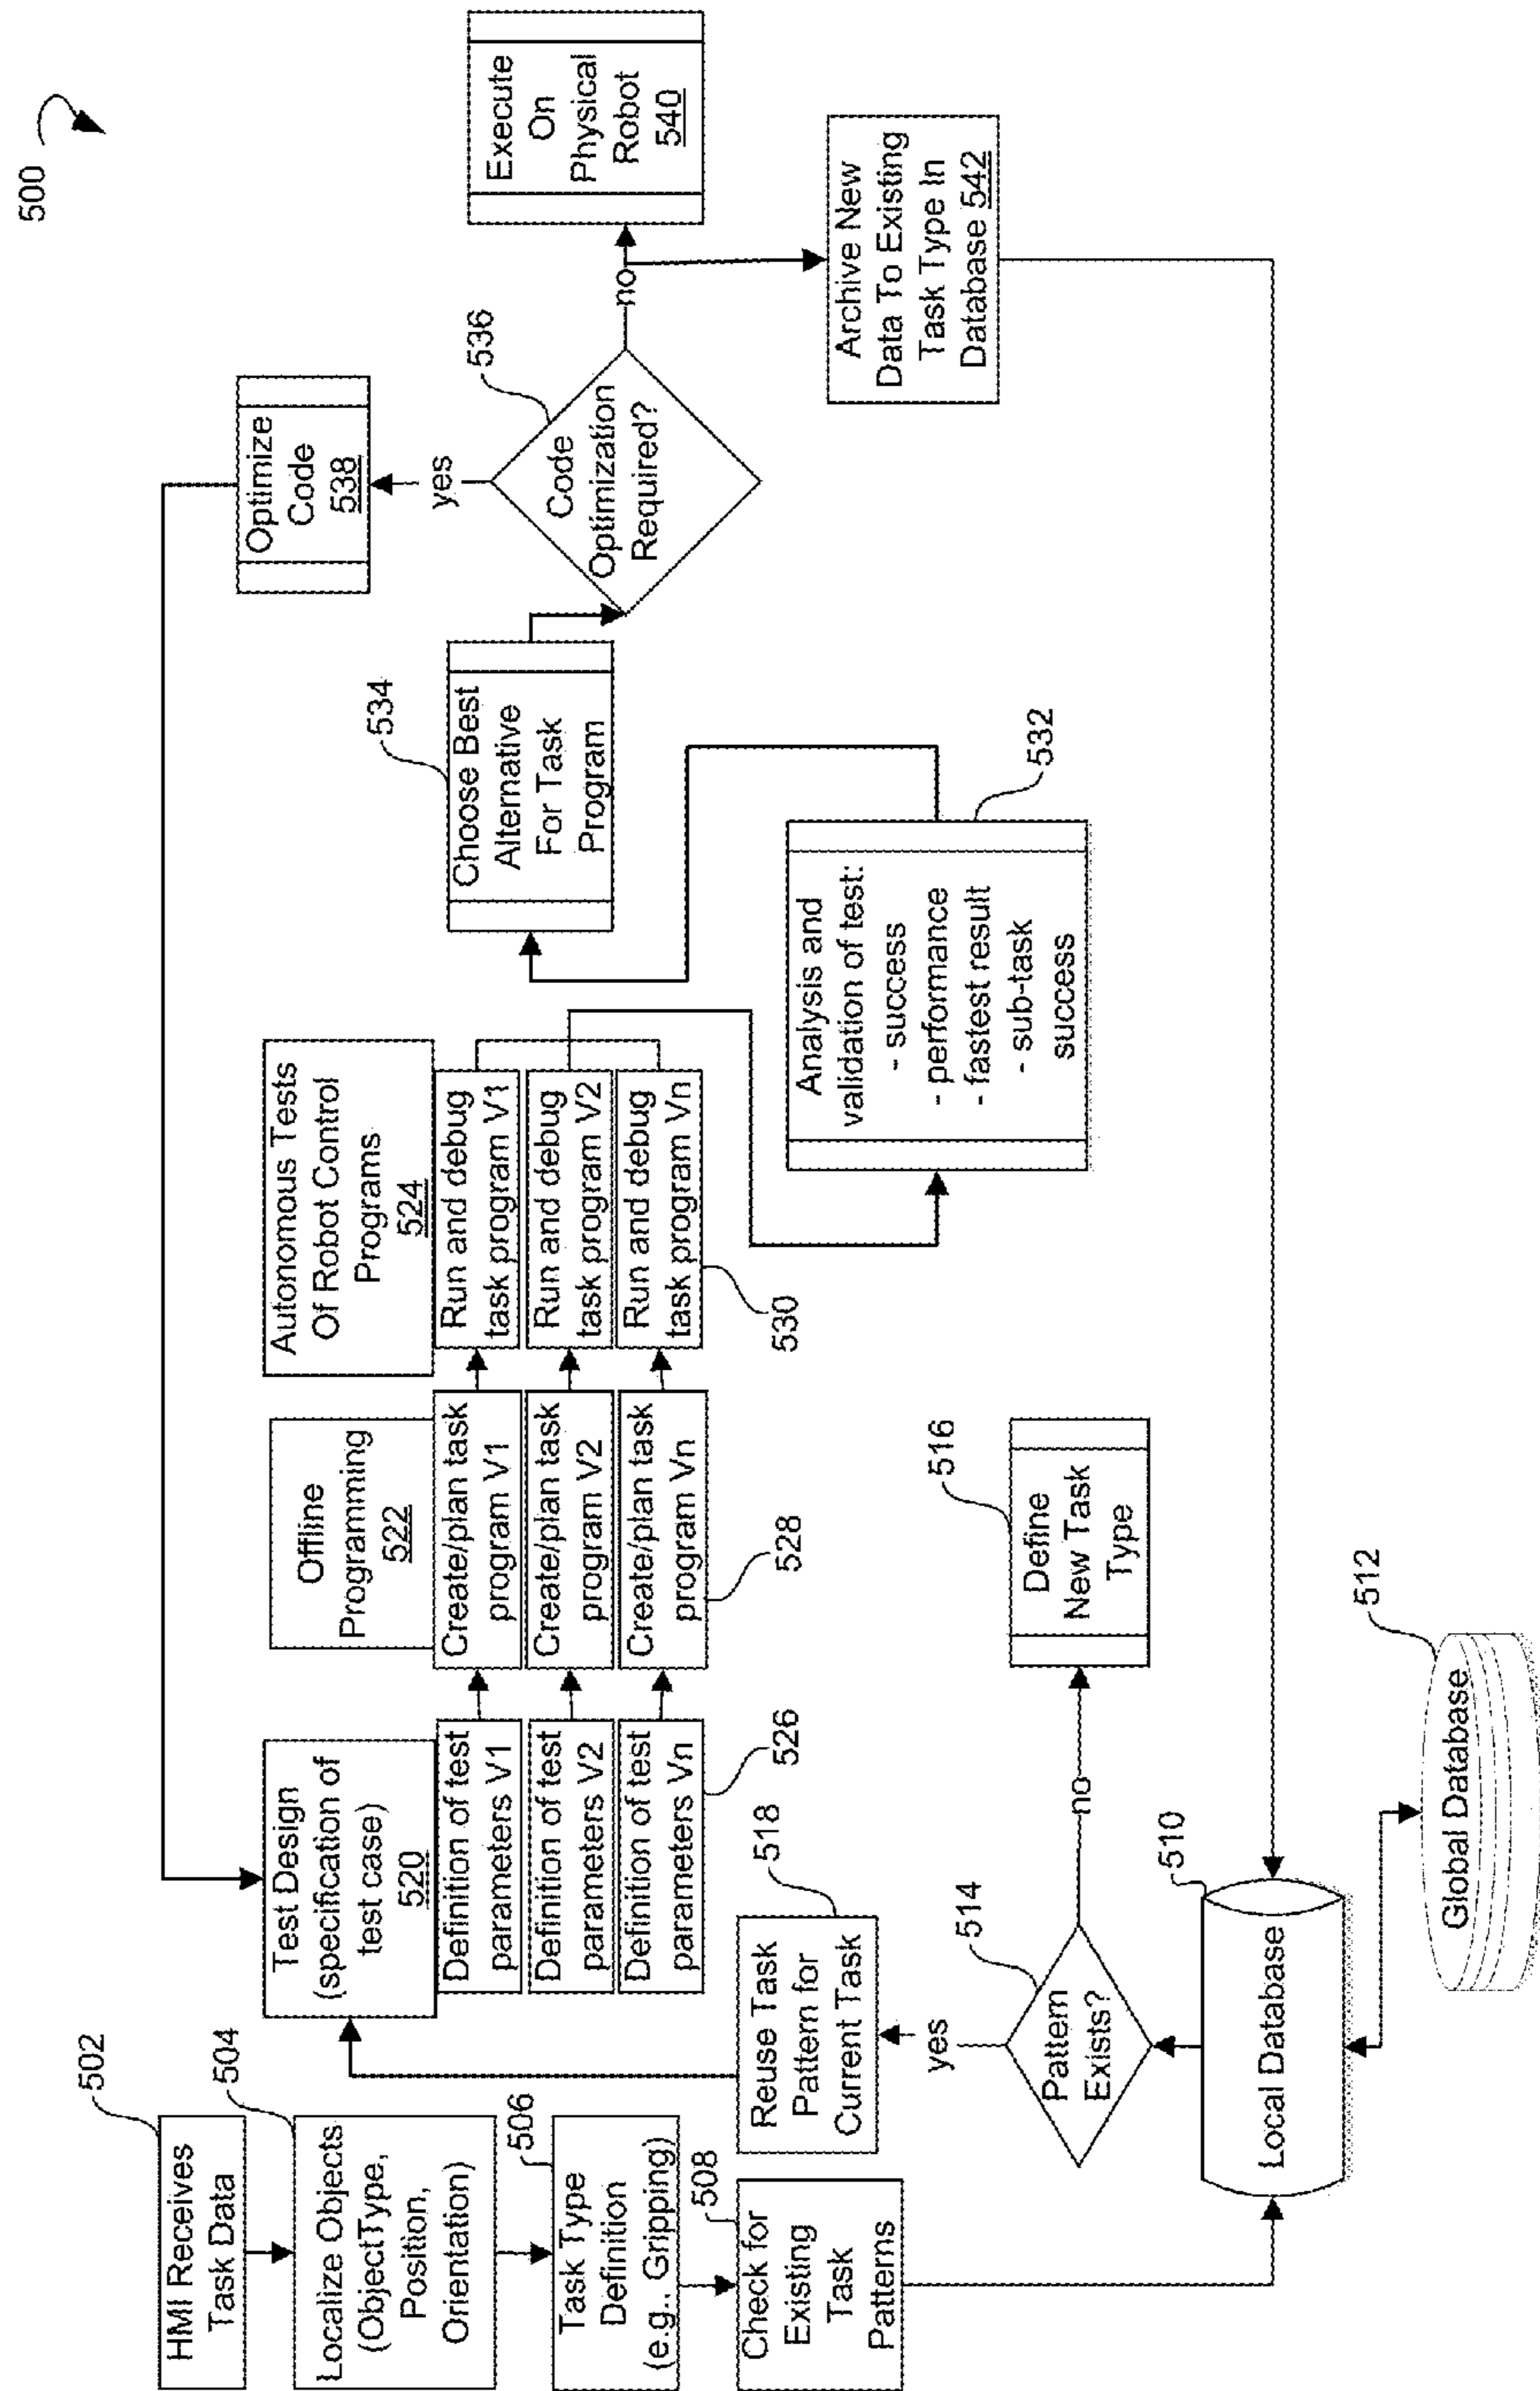 500
502
HMI Receives
Task Data
504
Localize Objects
(ObjectType,
Position,
Orientation)
506
Task Type
Definition
(e.g., Gripping)
508
Check for
Existing
Task
Patterns
510
Local Database
512
Global Database
514
Pattern
Exists?
no
516
Define
New Task
Type
yes
518
Reuse Task
Pattern for
Current Task
Test Design
(specification of
test case)
520
Definition of test
parameters V1
Definition of test
parameters V2
Definition of test
parameters Vn
526
Offline
Programming
522
Create/plan task
program V1
Create/plan task
program V2
Create/plan task
program Vn
528
Autonomous Tests
Of Robot Control
Programs
524
Run and debug
task program V1
Run and debug
task program V2
Run and debug
task program Vn
530
532
Analysis and
validation of test:
- success
- performance
- fastest result
- sub-task
success
534
Choose Best
Alternative
For Task
Program
536
Code
Optimization
Required?
yes
Optimize
Code
538
no
Execute
On
Physical
Robot
540
Archive New
Data To Existing
Task Type In
Database 542